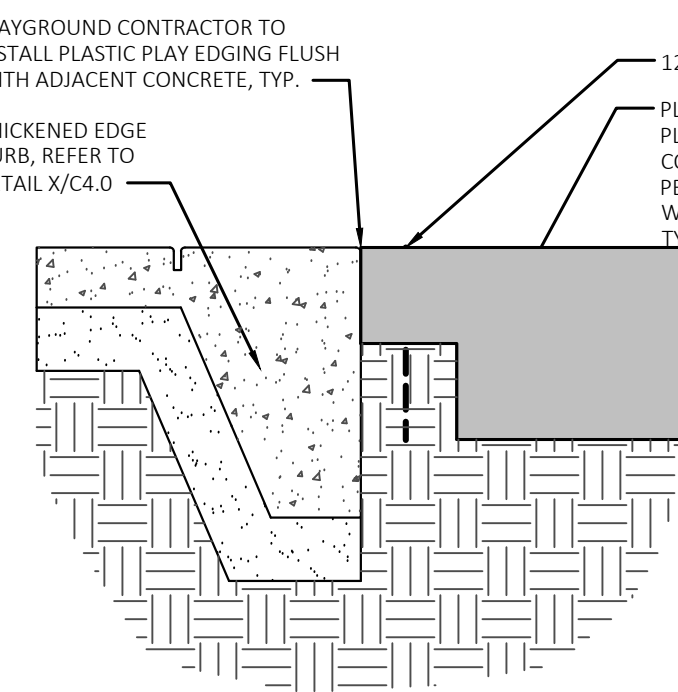 AYGROUND CONTRACTOR TO
STALL PLASTIC PLAY EDGING FLUSH
ITH ADJACENT CONCRETE, TYP.
HICKENED EDGE
URB, REFER TO
TAIL X/C4.0
12
PL
PL
CO
PE
W
TY